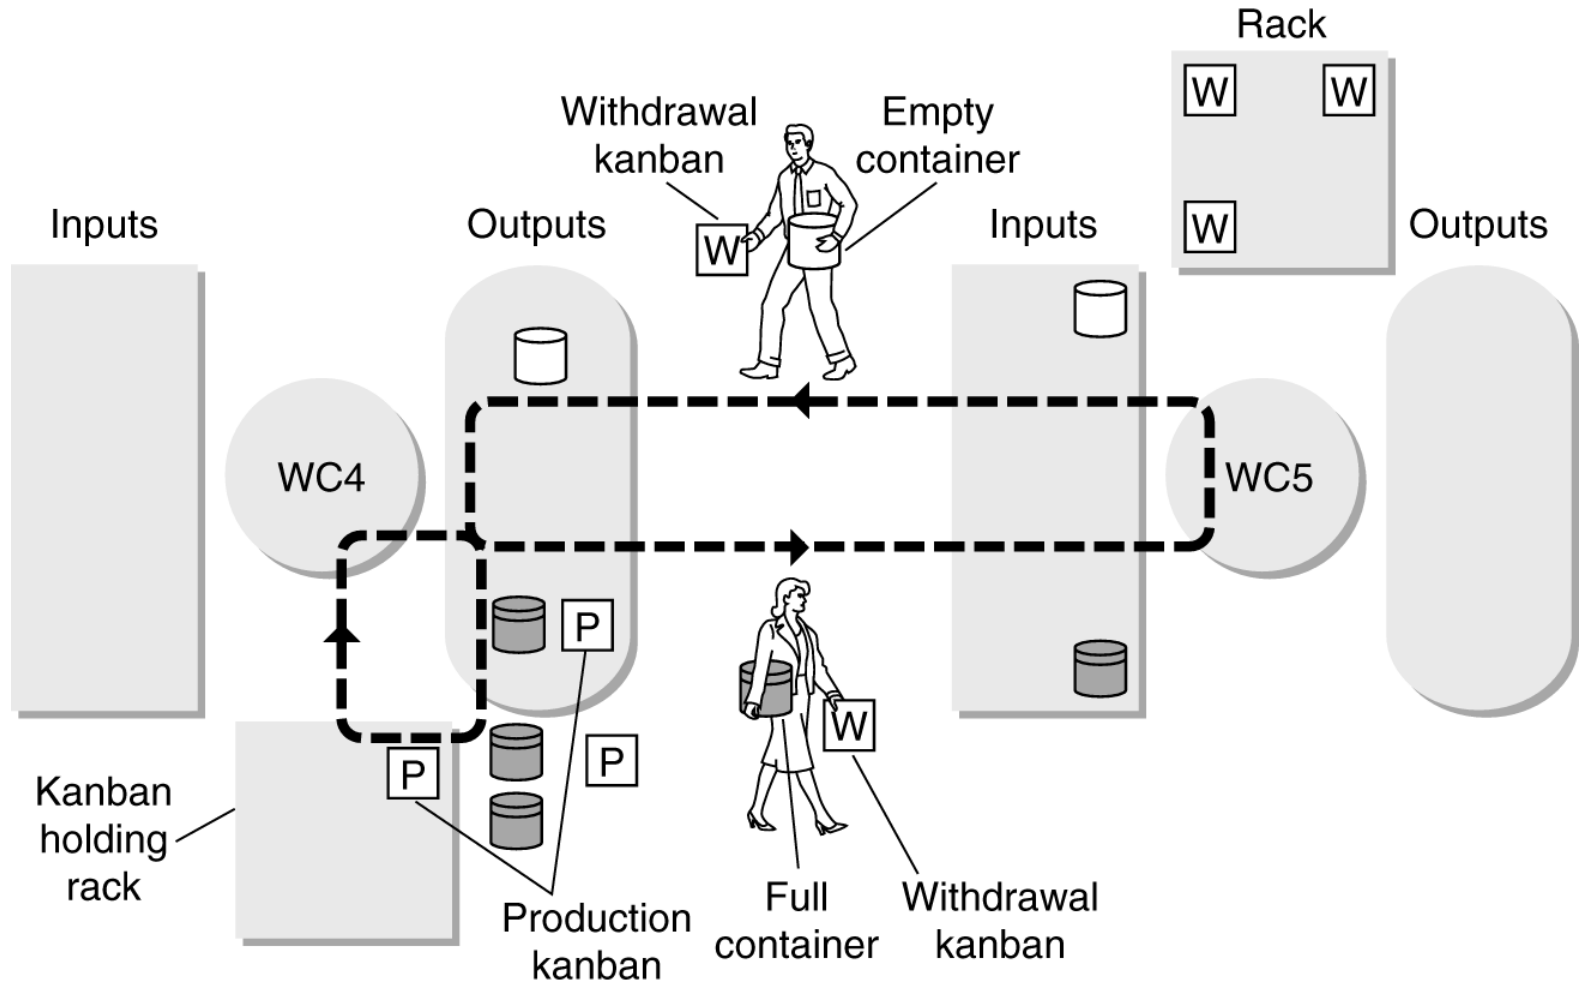 Rack
W
W
Withdrawal
kanban
Empty
container
Inputs
Outputs
W
Inputs
W
Outputs
WC4
WC5
P
W
P
P
Kanban
holding
rack
Production
kanban
Full
container
Withdrawal
kanban